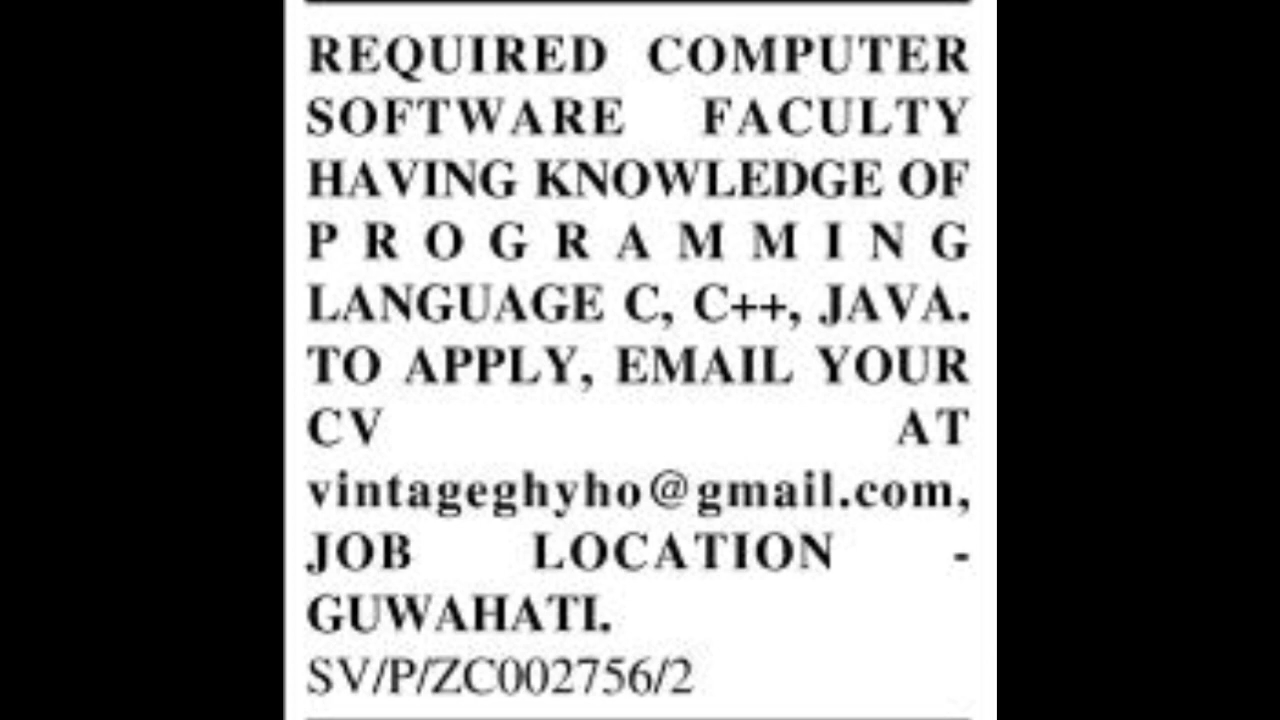 REQUIRED COMPUTER
SOFTWARE FACULTY
HAVING KNOWLEDGE OF
PROGRAMMING
LANGUAGE C, C++, JAVA.
TO APPLY, EMAIL YOUR
CV AT
vintageghyho@gmail.com,
JOB LOCATION -
GUWAHATI.
SV/P/ZC002756/2